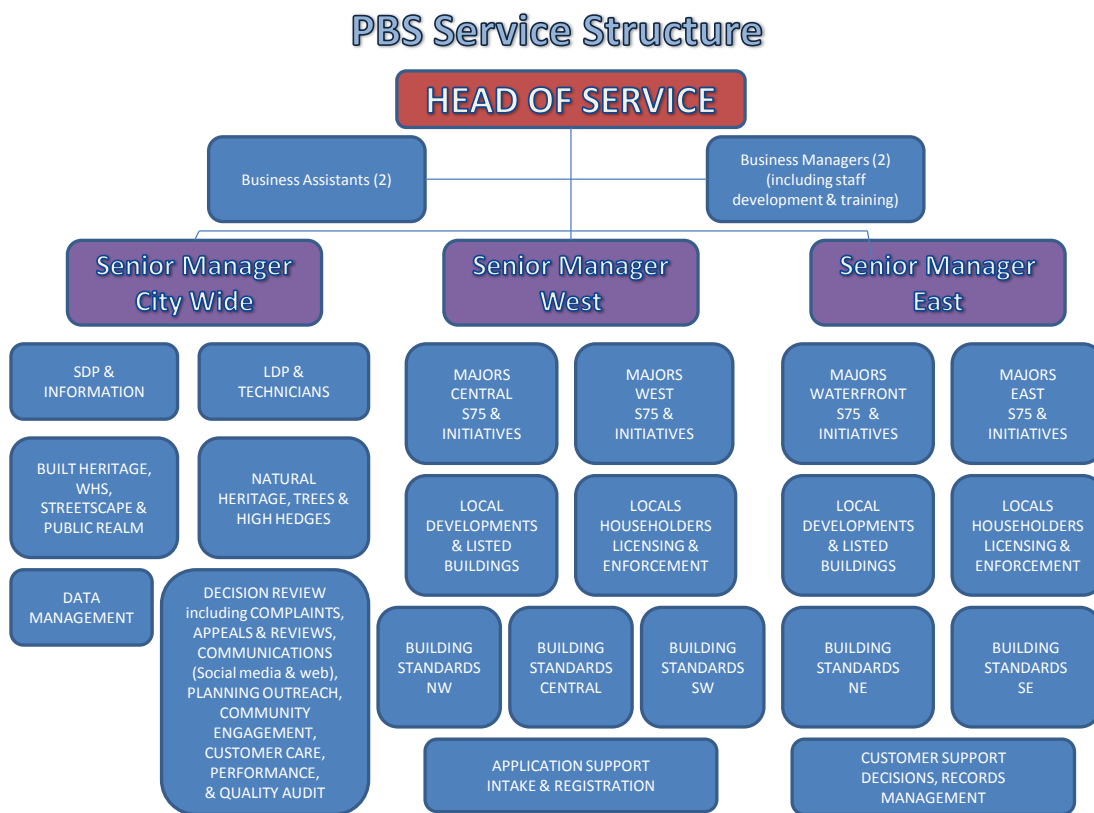 PBS Service Structure
HEAD OF SERVICE
Business Assistants (2)
Business Managers (2)
(including staff
development & training)
Senior Manager
City Wide
Senior Manager
West
Senior Manager
East
SDP &
INFORMATION
LDP &
TECHNICIANS
MAJORS
CENTRAL
S75 &
INITIATIVES
MAJORS
WEST
S75 &
INITIATIVES
MAJORS
WATERFRONT
S75 &
INITIATIVES
MAJORS
EAST
S75 &
INITIATIVES
BUILT HERITAGE,
WHS,
STREETSCAPE &
PUBLIC REALM
NATURAL
HERITAGE, TREES &
HIGH HEDGES
LOCAL
DEVELOPMENTS
& LISTED
BUILDINGS
LOCALS
HOUSEHOLDERS
LICENSING &
ENFORCEMENT
LOCAL
DEVELOPMENTS
& LISTED
BUILDINGS
LOCALS
HOUSEHOLDERS
LICENSING &
ENFORCEMENT
DATA
MANAGEMENT
DECISION REVIEW
including COMPLAINTS,
APPEALS & REVIEWS,
COMMUNICATIONS
(Social media & web),
PLANNING OUTREACH,
COMMUNITY
ENGAGEMENT,
CUSTOMER CARE,
PERFORMANCE,
& QUALITY AUDIT
BUILDING
STANDARDS
NW
BUILDING
STANDARDS
CENTRAL
BUILDING
STANDARDS
SW
BUILDING
STANDARDS
NE
BUILDING
STANDARDS
SE
APPLICATION SUPPORT
INTAKE & REGISTRATION
CUSTOMER SUPPORT
DECISIONS, RECORDS
MANAGEMENT